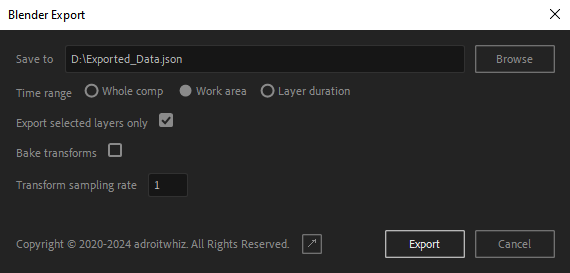 Blender Export
Save to D:\Exported_Data.json Browse
Time range Whole comp Work area Layer duration
Export selected layers only
Bake transforms
Transform sampling rate 1
Copyright © 2020-2024 adroitwhiz. All Rights Reserved. Export Cancel